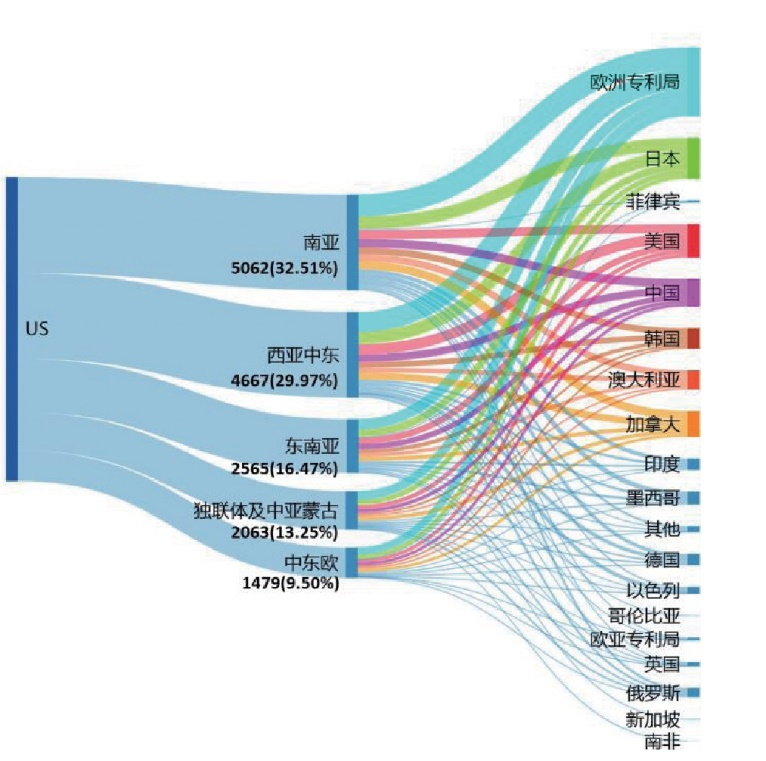 US
南亚
5062(32.51%)
西亚中东
4667(29.97%)
东南亚
2565(16.47%)
独联体及中亚蒙古
2063(13.25%)
中东欧
1479(9.50%)
欧洲专利局
日本
菲律宾
美国
中国
韩国
澳大利亚
加拿大
印度
墨西哥
其他
德国
以色列
哥伦比亚
欧亚专利局
英国
俄罗斯
新加坡
南非